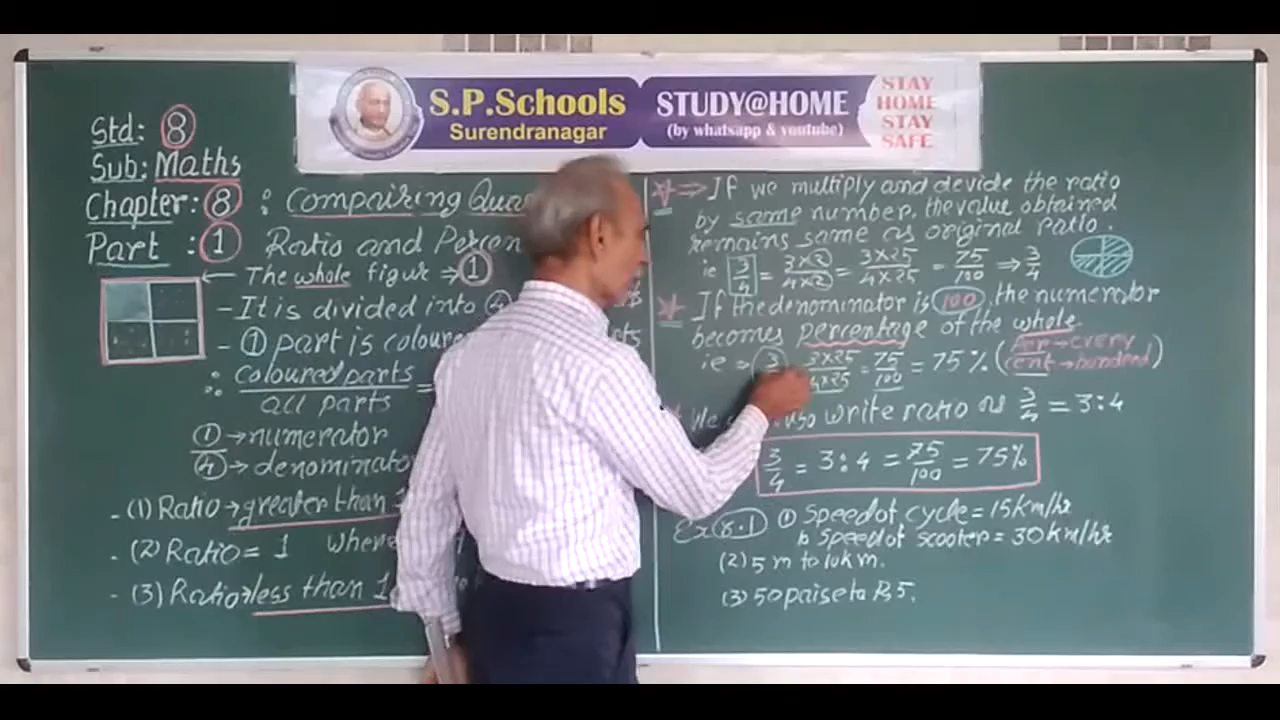 S.P.Schools
Surendranagar
STUDY@HOME
(by whatsapp & youtube)
STAY
HOME
STAY
SAFE
Std: 8
Sub: Maths
Chapter: 8 : Comparing
Part : 1 Ratio and
The whole figure → 1
- It is divided into 4
- 1 part is
∴ coloured parts / all parts =
1 → numerator
4 →
- (1) Ratio → greater than
- (2) Ratio = 1
- (3) Ratio → less than 1
⇒ If we multiply and devide the ratio
by same number, the value obtained
remains same as original ratio.
ie 3/4 = 3×2/4×2 = 3×25/4×25 = 75/100 ⇒ 3/4
If the denominator is 100, the numerator
becomes percentage of the whole.
ie = 3 3×25/4×25 = 75/100 = 75% (per → every
cent → hundred)
We write ratio as 3/4 = 3:4
3/4 = 3:4 = 75/100 = 75%
Ex 8.1 ① Speed of cycle = 15 km/hr
to Speed of scooter = 30 km/hr
(2) 5 m to 10 km.
(3) 50 paise to Rs 5.